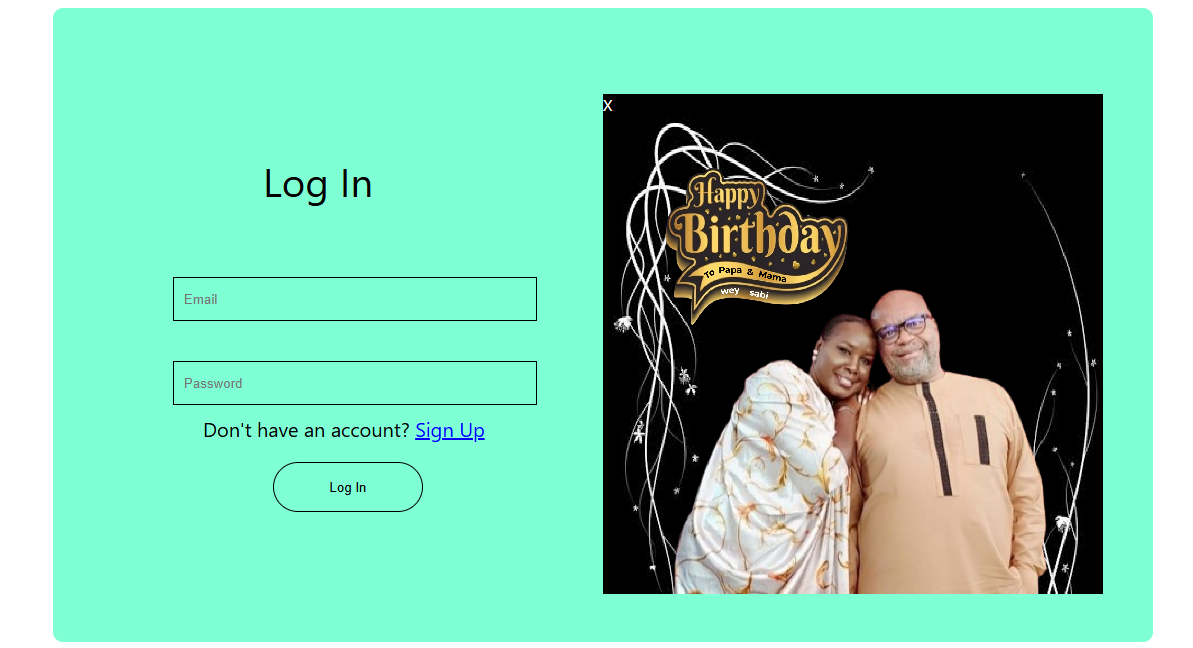 Log In
Email
Password
Don't have an account? Sign Up
Log In
X
Happy
Birthday
To Papa & Mama
wey sabi